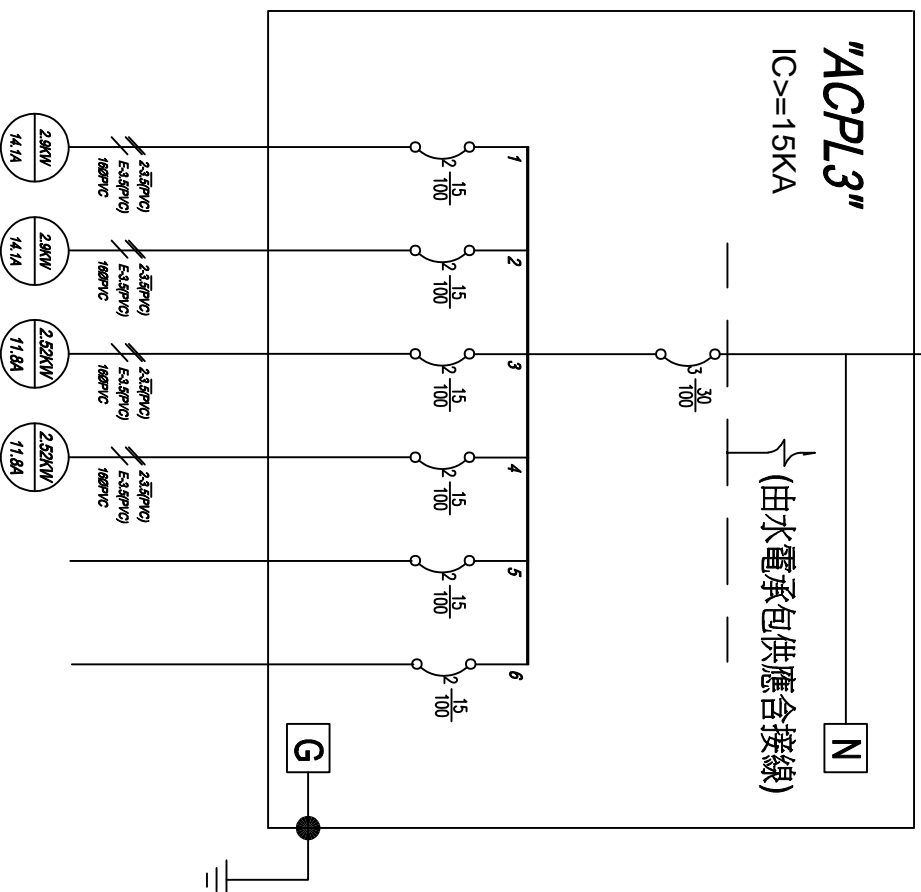 "ACPL3"
IC>=15KA
(由水電承包供應含接線)
N
3 30/100
1
2 15/100
2
2 15/100
3
2 15/100
4
2 15/100
5
2 15/100
6
2 15/100
G
2-3.5(PVC)
E-3.5(PVC)
16ØPVC
2-3.5(PVC)
E-3.5(PVC)
16ØPVC
2-3.5(PVC)
E-3.5(PVC)
16ØPVC
2-3.5(PVC)
E-3.5(PVC)
16ØPVC
2.9KW
14.1A
2.9KW
14.1A
2.52KW
11.8A
2.52KW
11.8A